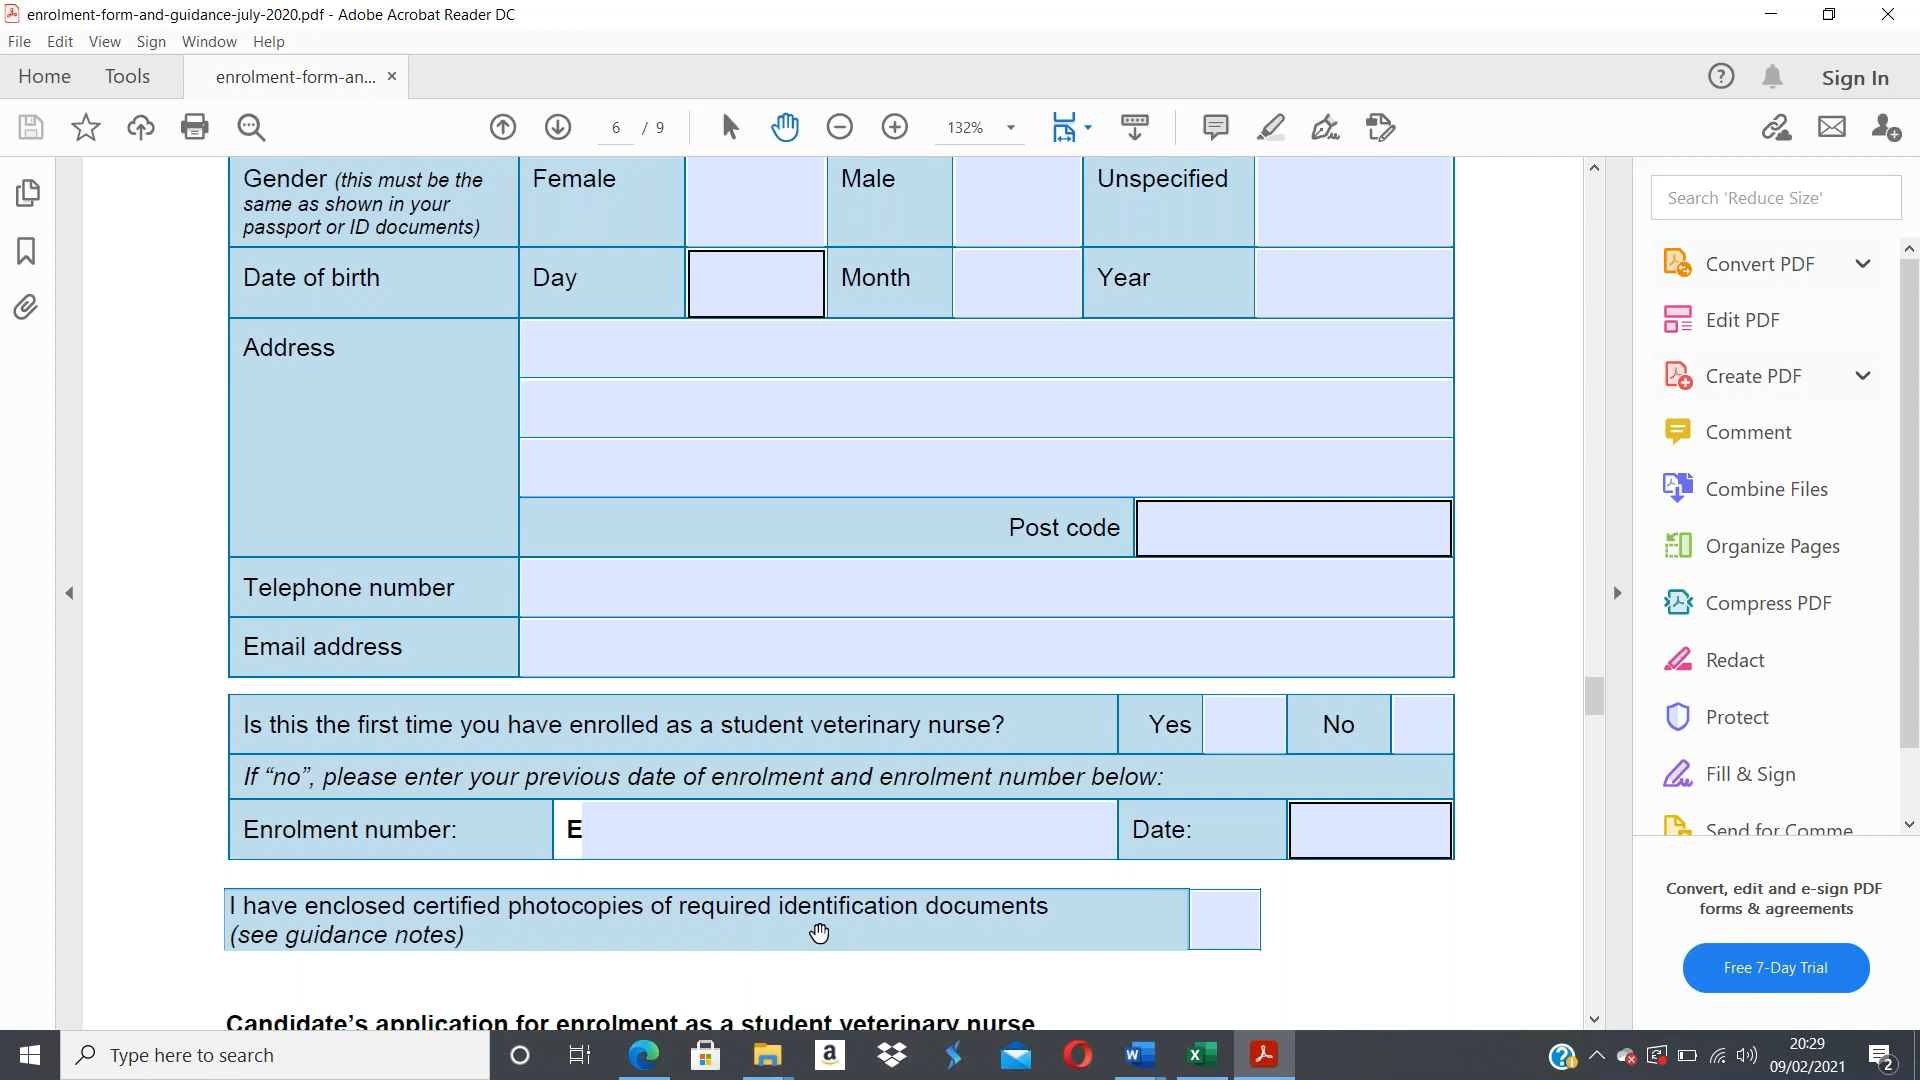 enrolment-form-and-guidance-july-2020.pdf - Adobe Acrobat Reader DC
File Edit View Sign Window Help
Home Tools enrolment-form-an... × Sign In
6 / 9 132%
Gender (this must be the
same as shown in your
passport or ID documents)
Female Male Unspecified
Date of birth Day Month Year
Address
Post code
Telephone number
Email address
Is this the first time you have enrolled as a student veterinary nurse? Yes No
If “no”, please enter your previous date of enrolment and enrolment number below:
Enrolment number: E Date:
I have enclosed certified photocopies of required identification documents
(see guidance notes)
Candidate’s application for enrolment as a student veterinary nurse
Search 'Reduce Size'
Convert PDF
Edit PDF
Create PDF
Comment
Combine Files
Organize Pages
Compress PDF
Redact
Protect
Fill & Sign
Send for Comme
Convert, edit and e-sign PDF
forms & agreements
Free 7-Day Trial
Type here to search
20:29
09/02/2021
2